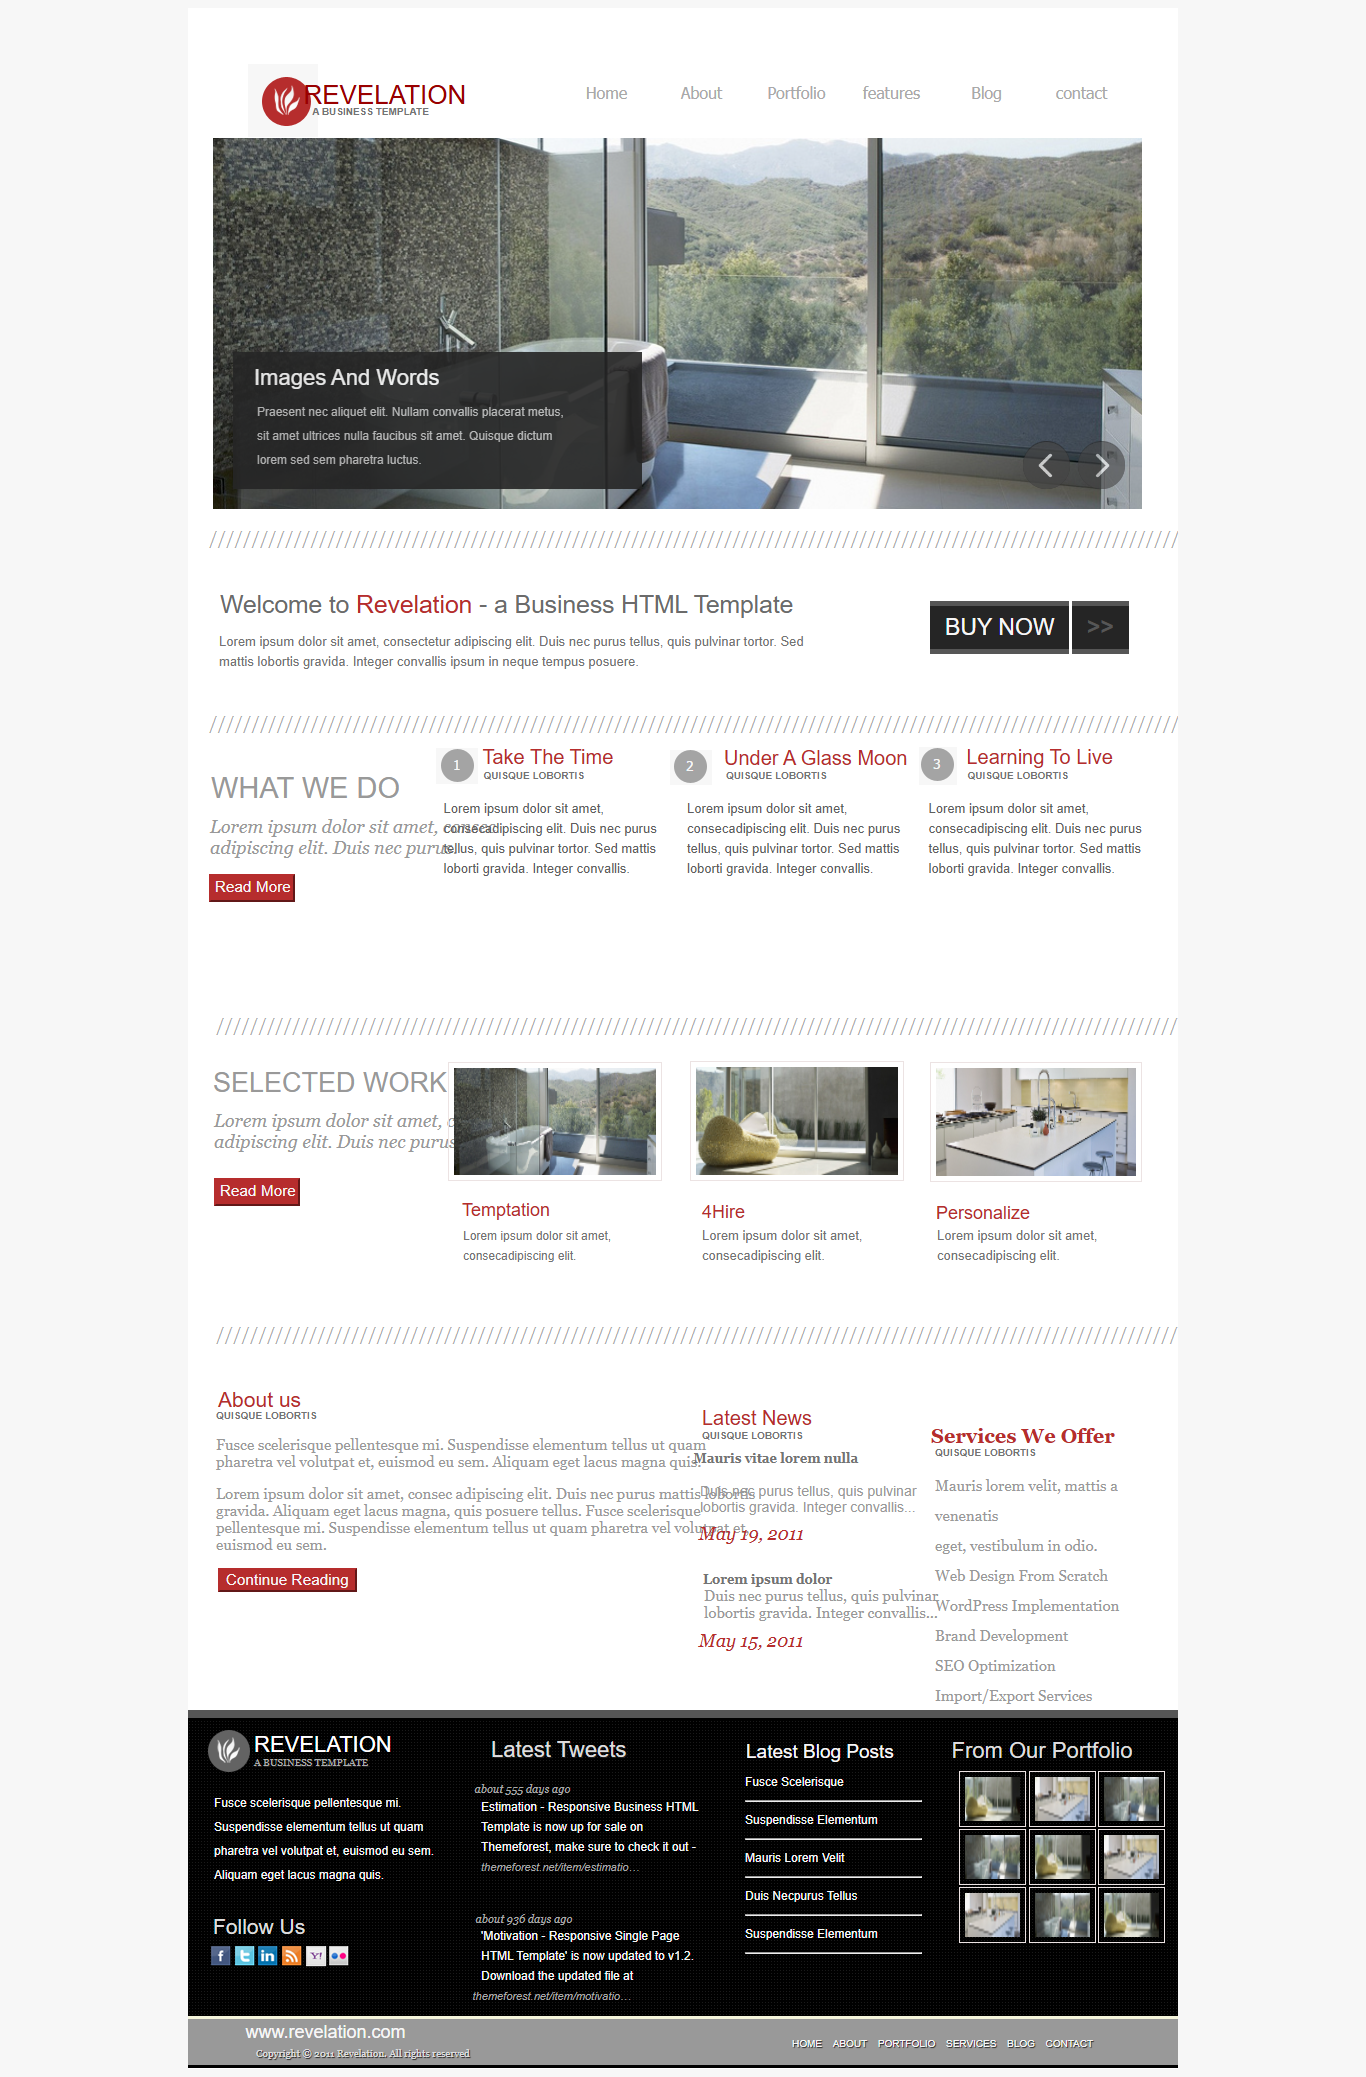 REVELATION
A BUSINESS TEMPLATE
Home About Portfolio features Blog contact
Images And Words
Praesent nec aliquet elit. Nullam convallis placerat metus,
sit amet ultrices nulla faucibus sit amet. Quisque dictum
lorem sed sem pharetra luctus.
Welcome to Revelation - a Business HTML Template
Lorem ipsum dolor sit amet, consectetur adipiscing elit. Duis nec purus tellus, quis pulvinar tortor. Sed
mattis lobortis gravida. Integer convallis ipsum in neque tempus posuere.
BUY NOW >>
WHAT WE DO
Lorem ipsum dolor sit amet, consec
adipiscing elit. Duis nec purus.
Read More
1 Take The Time
QUISQUE LOBORTIS
Lorem ipsum dolor sit amet,
consecadipiscing elit. Duis nec purus
tellus, quis pulvinar tortor. Sed mattis
loborti gravida. Integer convallis.
2 Under A Glass Moon
QUISQUE LOBORTIS
Lorem ipsum dolor sit amet,
consecadipiscing elit. Duis nec purus
tellus, quis pulvinar tortor. Sed mattis
loborti gravida. Integer convallis.
3 Learning To Live
QUISQUE LOBORTIS
Lorem ipsum dolor sit amet,
consecadipiscing elit. Duis nec purus
tellus, quis pulvinar tortor. Sed mattis
loborti gravida. Integer convallis.
SELECTED WORK
Lorem ipsum dolor sit amet,
adipiscing elit. Duis nec purus
Read More
Temptation
Lorem ipsum dolor sit amet,
consecadipiscing elit.
4Hire
Lorem ipsum dolor sit amet,
consecadipiscing elit.
Personalize
Lorem ipsum dolor sit amet,
consecadipiscing elit.
About us
QUISQUE LOBORTIS
Fusce scelerisque pellentesque mi. Suspendisse elementum tellus ut quam
pharetra vel volutpat et, euismod eu sem. Aliquam eget lacus magna quis.
Lorem ipsum dolor sit amet, consec adipiscing elit. Duis nec purus mattis lobortis
gravida. Aliquam eget lacus magna, quis posuere tellus. Fusce scelerisque
pellentesque mi. Suspendisse elementum tellus ut quam pharetra vel volutpat et,
euismod eu sem.
Continue Reading
Latest News
QUISQUE LOBORTIS
Mauris vitae lorem nulla
Duis nec purus tellus, quis pulvinar
lobortis gravida. Integer convallis...
May 19, 2011
Lorem ipsum dolor
Duis nec purus tellus, quis pulvinar
lobortis gravida. Integer convallis...
May 15, 2011
Services We Offer
QUISQUE LOBORTIS
Mauris lorem velit, mattis a
venenatis
eget, vestibulum in odio.
Web Design From Scratch
WordPress Implementation
Brand Development
SEO Optimization
Import/Export Services
REVELATION
A BUSINESS TEMPLATE
Fusce scelerisque pellentesque mi.
Suspendisse elementum tellus ut quam
pharetra vel volutpat et, euismod eu sem.
Aliquam eget lacus magna quis.
Follow Us
f t in Y!
Latest Tweets
about 555 days ago
Estimation - Responsive Business HTML
Template is now up for sale on
Themeforest, make sure to check it out -
themeforest.net/item/estimatio…
about 936 days ago
'Motivation - Responsive Single Page
HTML Template' is now updated to v1.2.
Download the updated file at
themeforest.net/item/motivatio…
Latest Blog Posts
Fusce Scelerisque
Suspendisse Elementum
Mauris Lorem Velit
Duis Necpurus Tellus
Suspendisse Elementum
From Our Portfolio
www.revelation.com
Copyright © 2011 Revelation. All rights reserved
HOME ABOUT PORTFOLIO SERVICES BLOG CONTACT